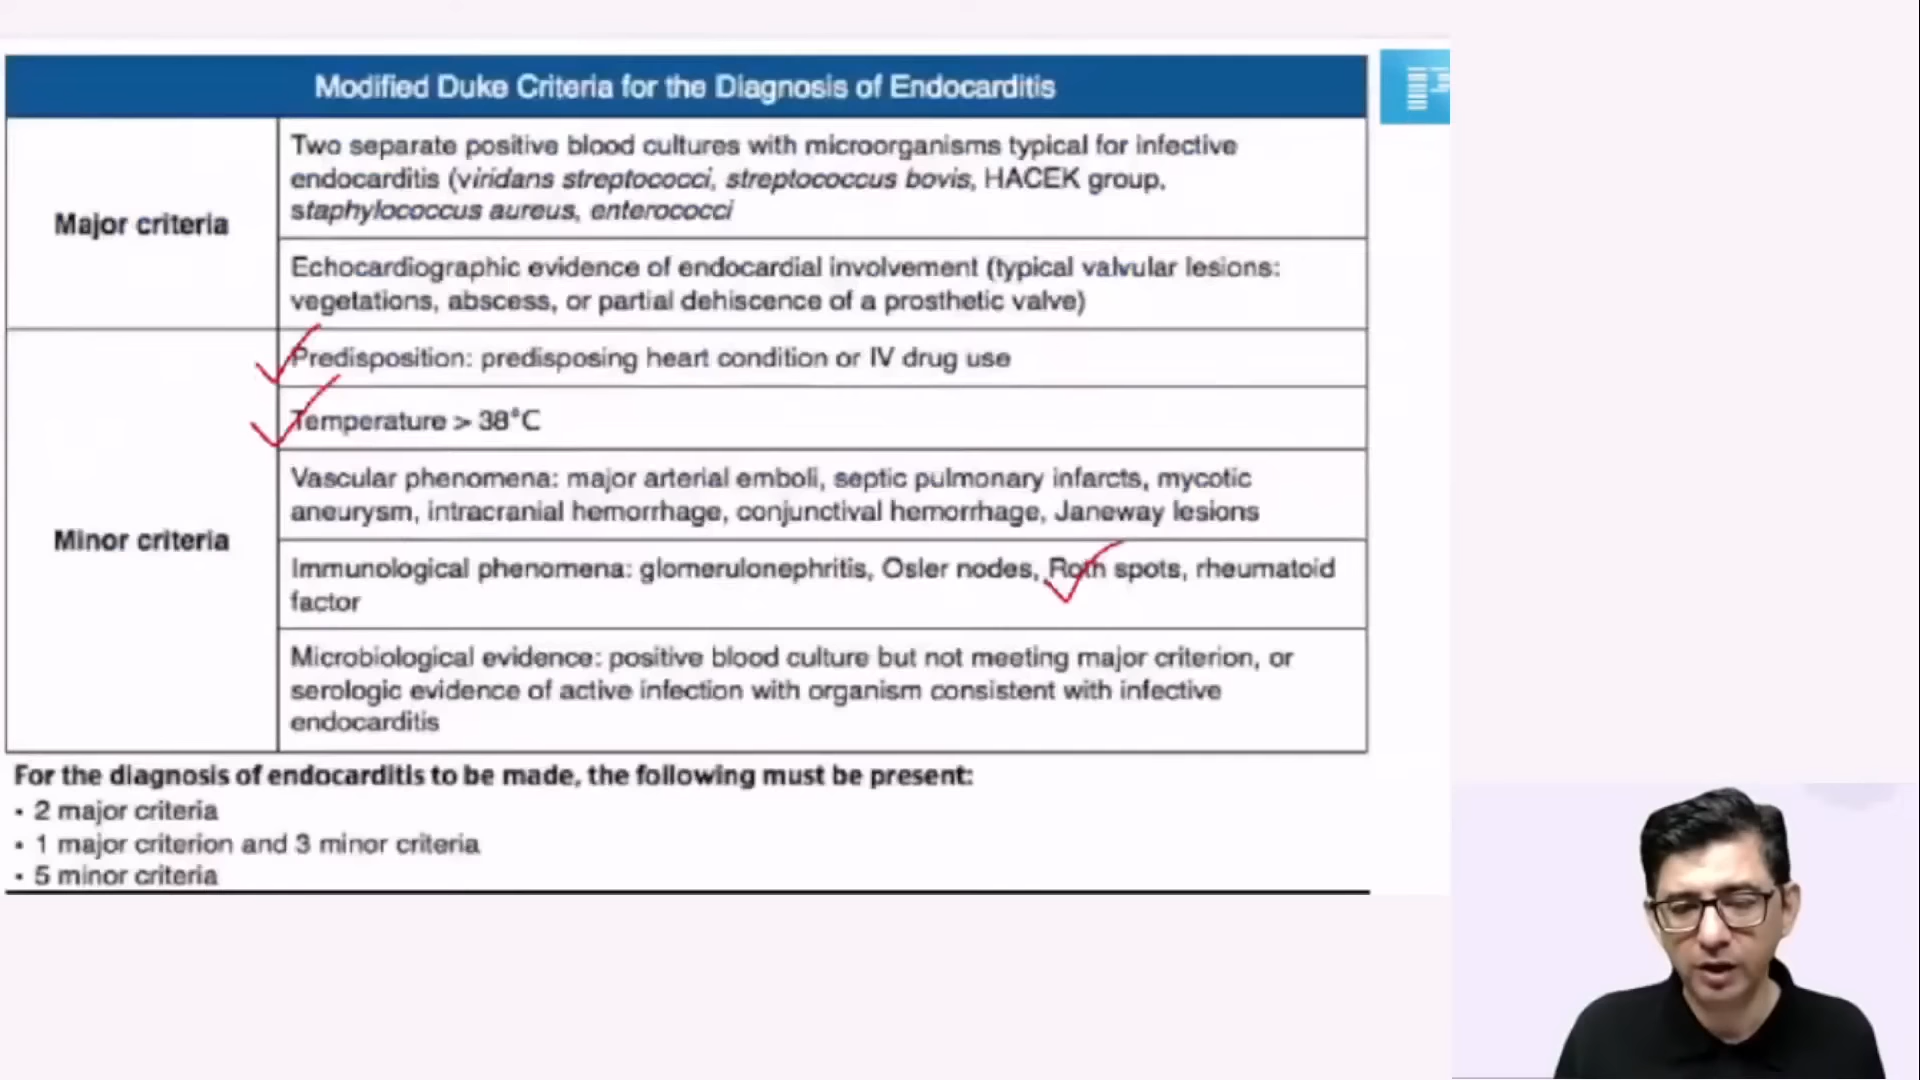 Modified Duke Criteria for the Diagnosis of Endocarditis
Major criteria
Two separate positive blood cultures with microorganisms typical for infective
endocarditis (viridans streptococci, streptococcus bovis, HACEK group,
staphylococcus aureus, enterococci
Echocardiographic evidence of endocardial involvement (typical valvular lesions:
vegetations, abscess, or partial dehiscence of a prosthetic valve)
Minor criteria
Predisposition: predisposing heart condition or IV drug use
Temperature > 38°C
Vascular phenomena: major arterial emboli, septic pulmonary infarcts, mycotic
aneurysm, intracranial hemorrhage, conjunctival hemorrhage, Janeway lesions
Immunological phenomena: glomerulonephritis, Osler nodes, Roth spots, rheumatoid
factor
Microbiological evidence: positive blood culture but not meeting major criterion, or
serologic evidence of active infection with organism consistent with infective
endocarditis
For the diagnosis of endocarditis to be made, the following must be present:
• 2 major criteria
• 1 major criterion and 3 minor criteria
• 5 minor criteria